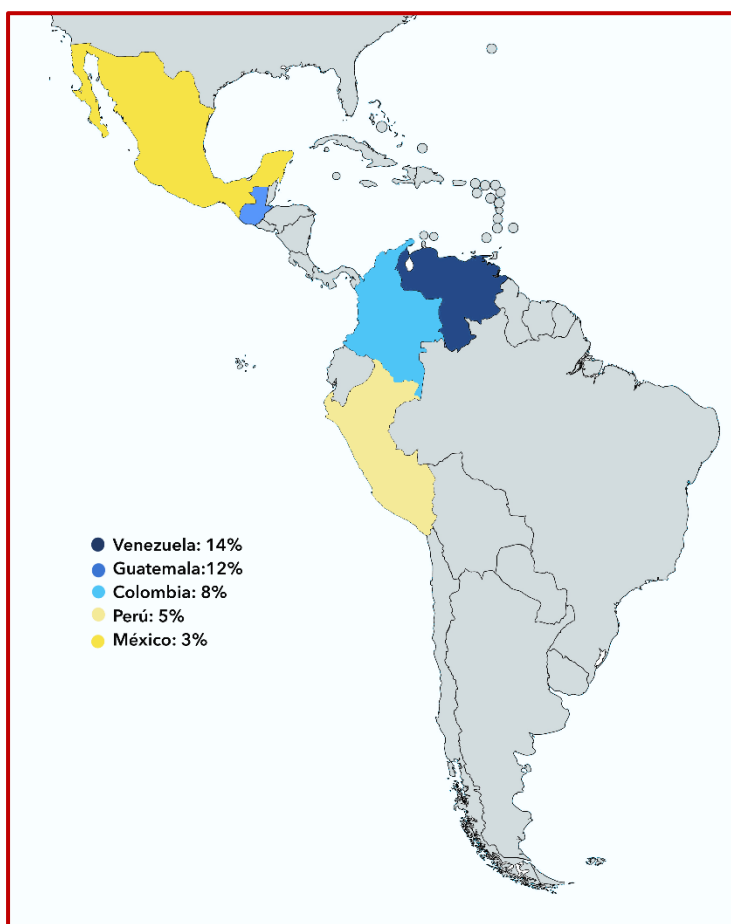 Venezuela: 14%
Guatemala:12%
Colombia: 8%
Perú: 5%
México: 3%